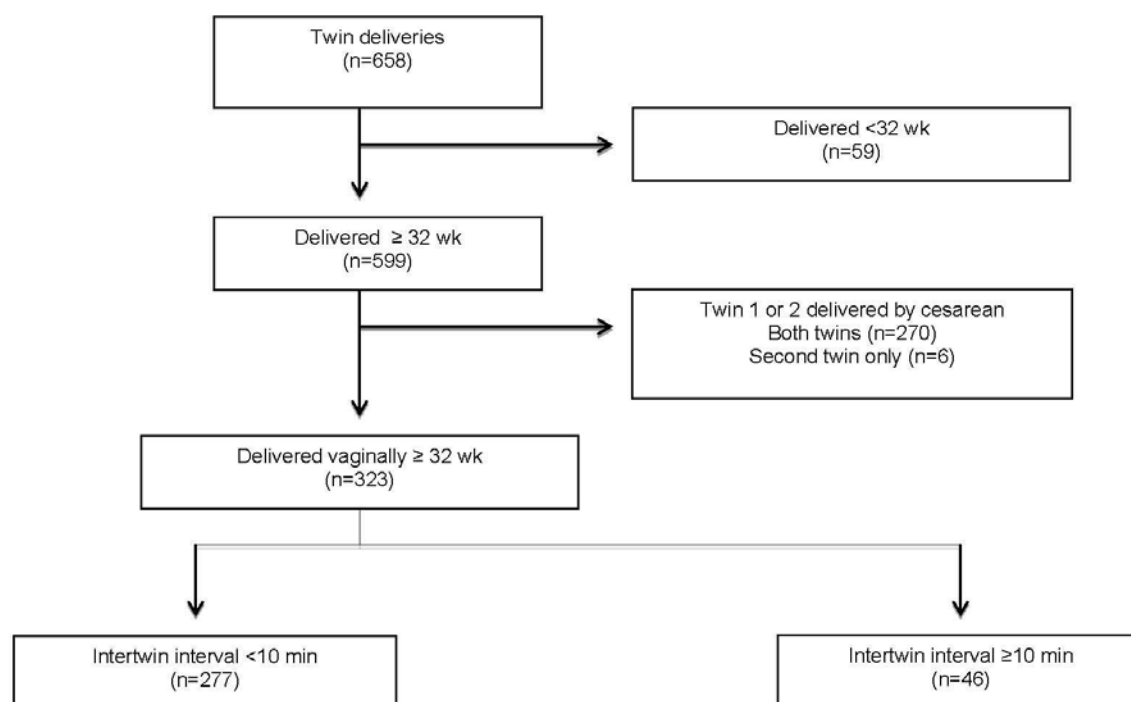 Twin deliveries
(n=658)
Delivered <32 wk
(n=59)
Delivered ≥ 32 wk
(n=599)
Twin 1 or 2 delivered by cesarean
Both twins (n=270)
Second twin only (n=6)
Delivered vaginally ≥ 32 wk
(n=323)
Intertwin interval <10 min
(n=277)
Intertwin interval ≥10 min
(n=46)